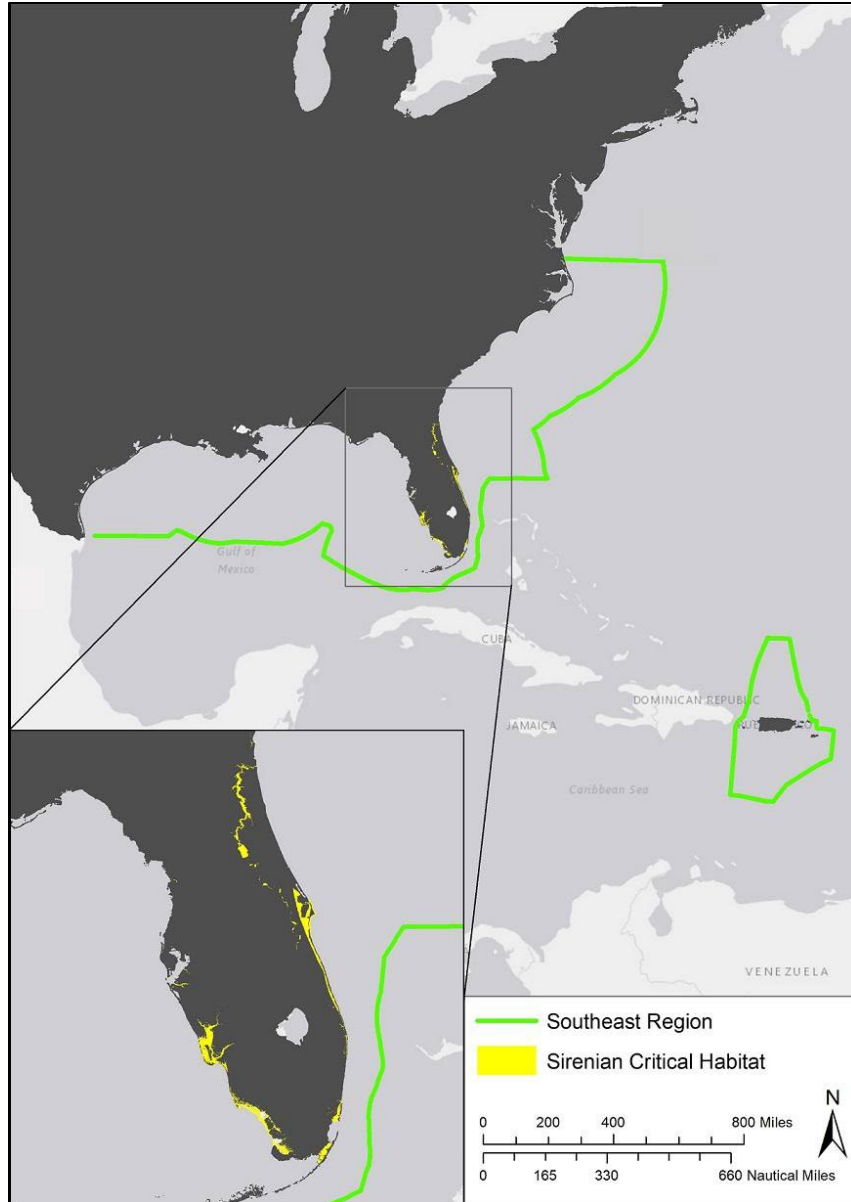 Gulf of
Mexico
CUBA
DOMINICAN REPUBLIC
JAMAICA
Caribbean Sea
VENEZUELA
Southeast Region
Sirenian Critical Habitat
N
0 200 400 800 Miles
0 165 330 660 Nautical Miles